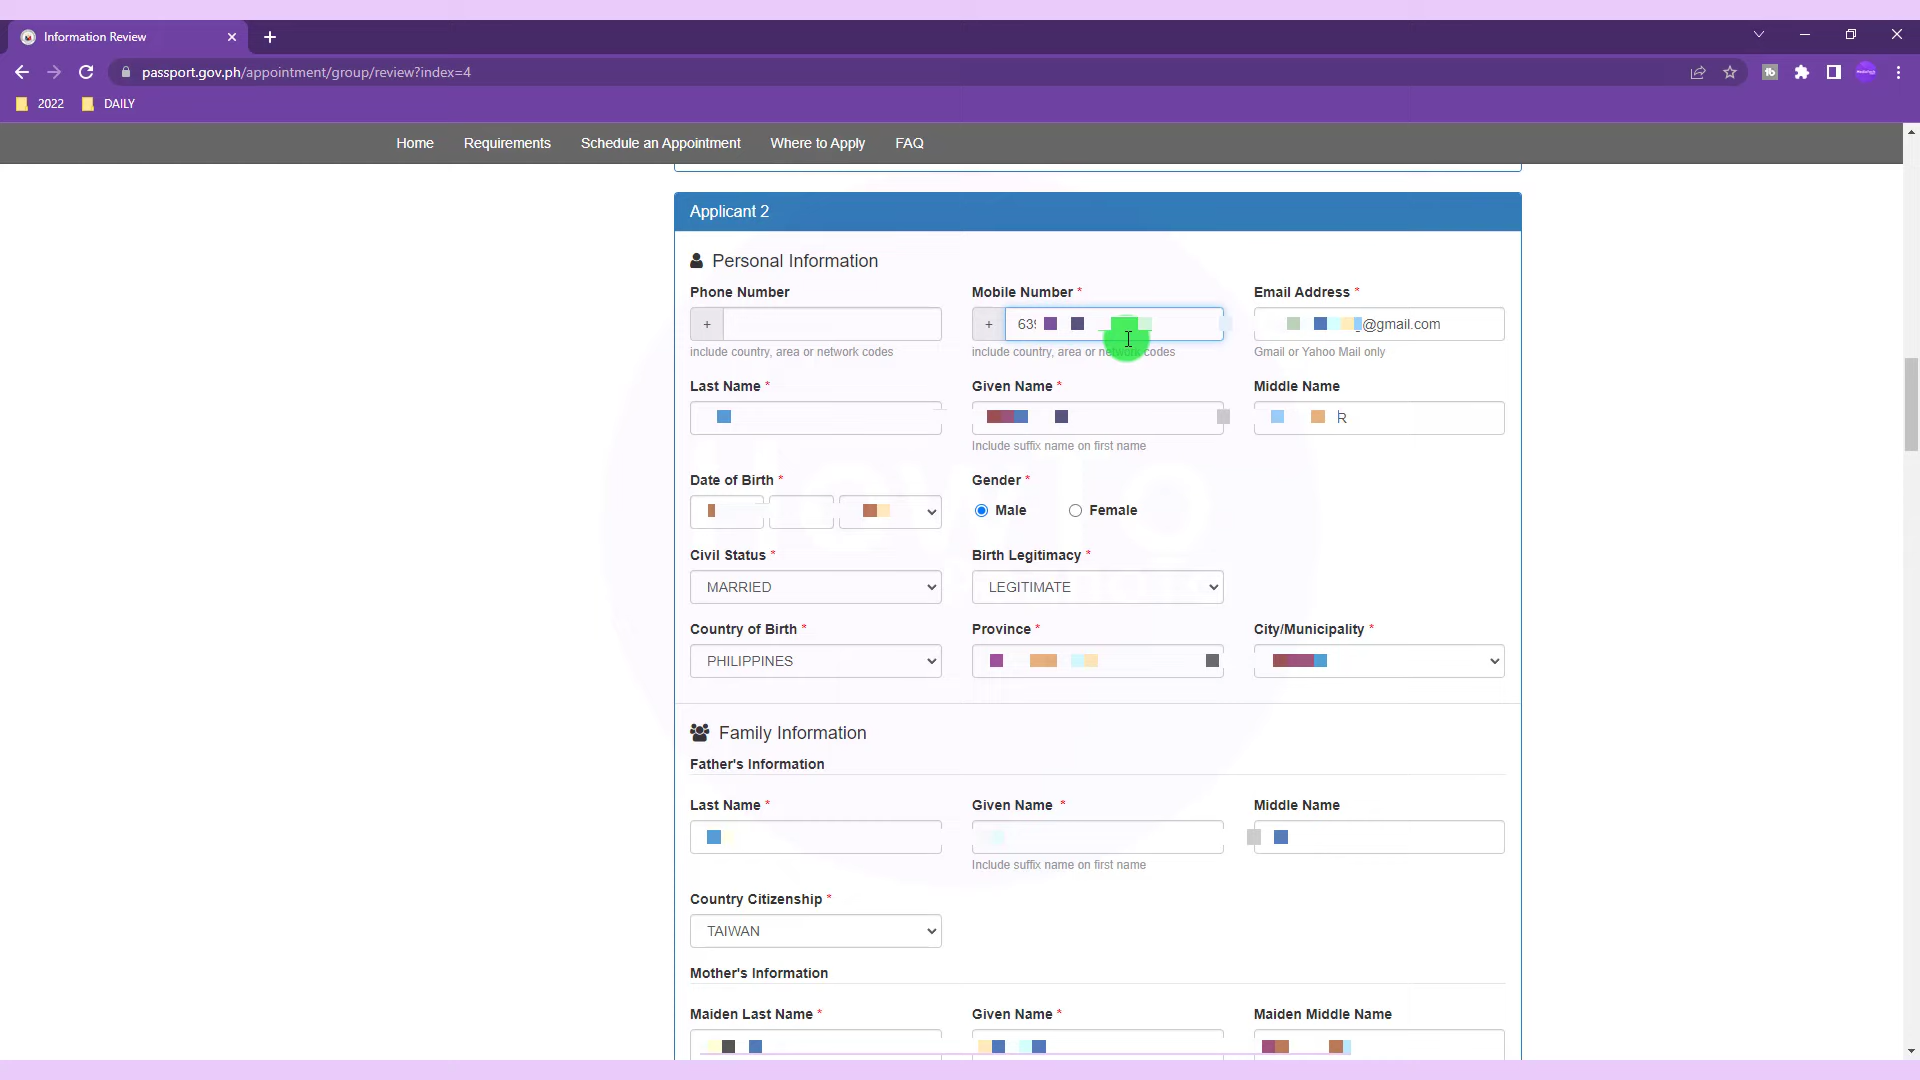 Information Review
passport.gov.ph/appointment/group/review?index=4
2022 DAILY
Home Requirements Schedule an Appointment Where to Apply FAQ
Applicant 2
Personal Information
Phone Number Mobile Number * Email Address *
+ + 639 @gmail.com
include country, area or network codes include country, area or network codes Gmail or Yahoo Mail only
Last Name * Given Name * Middle Name
R
Include suffix name on first name
Date of Birth * Gender *
Male Female
Civil Status * Birth Legitimacy *
MARRIED LEGITIMATE
Country of Birth * Province * City/Municipality *
PHILIPPINES
Family Information
Father's Information
Last Name * Given Name * Middle Name
Include suffix name on first name
Country Citizenship *
TAIWAN
Mother's Information
Maiden Last Name * Given Name * Maiden Middle Name